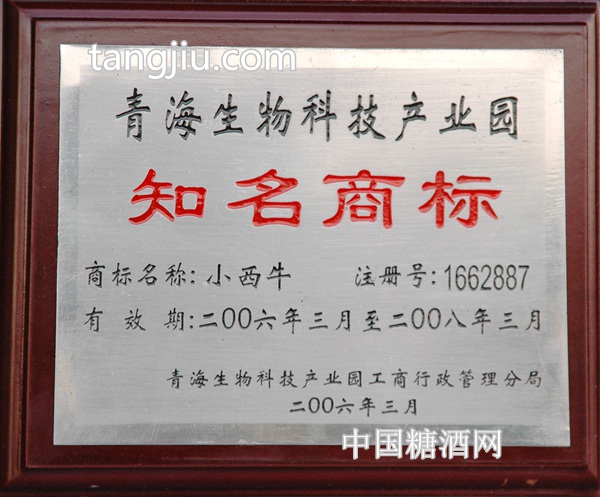 tangjiu.com
青海生物科技产业园
知名商标
商标名称:小西牛 注册号:1662887
有效期:二00六年三月至二00八年三月
青海生物科技产业园工商行政管理分局
二00六年三月
中国糖酒网